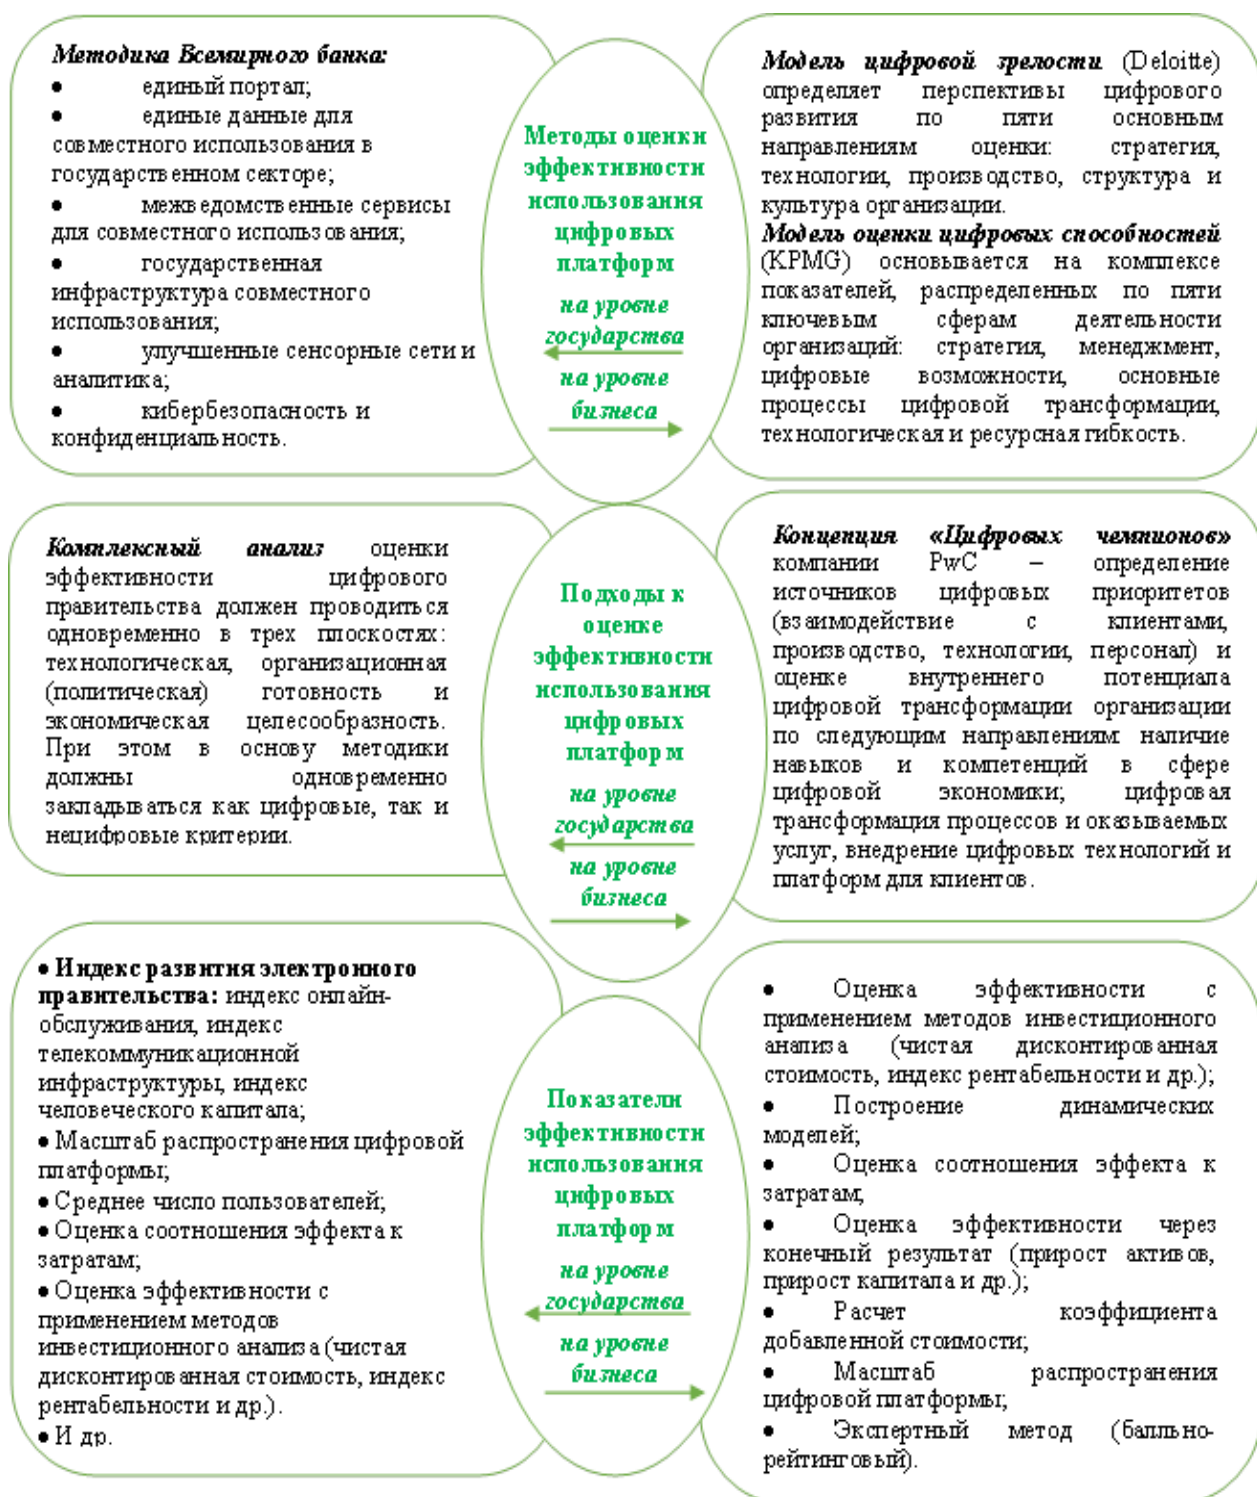 Методика Всемирного банка:
● единый портал;
● единые данные для
совместного использования в
государственном секторе;
● межведомственные сервисы
для совместного использования;
● государственная
инфраструктура совместного
использования;
● улучшенные сенсорные сети и
аналитика;
● кибербезопасность и
конфиденциальность.
Методы оценки
эффективности
использования
цифровых
платформ
на уровне
государства
на уровне
бизнеса
Модель цифровой зрелости (Deloitte)
определяет перспективы цифрового
развития по пяти основным
направлениям оценки: стратегия,
технологии, производство, структура и
культура организации.
Модель оценки цифровых способностей
(KPMG) основывается на комплексе
показателей, распределенных по пяти
ключевым сферам деятельности
организаций: стратегия, менеджмент,
цифровые возможности, основные
процессы цифровой трансформации,
технологическая и ресурсная гибкость.
Комплексный анализ оценки
эффективности цифрового
правительства должен проводиться
одновременно в трех плоскостях:
технологическая, организационная
(политическая) готовность и
экономическая целесообразность.
При этом в основу методики
должны одновременно
закладываться как цифровые, так и
нецифровые критерии.
Подходы к
оценке
эффективности
использования
цифровых
платформ
на уровне
государства
на уровне
бизнеса
Концепция «Цифровых чемпионов»
компании PwC – определение
источников цифровых приоритетов
(взаимодействие с клиентами,
производство, технологии, персонал) и
оценке внутреннего потенциала
цифровой трансформации организации
по следующим направлениям: наличие
навыков и компетенций в сфере
цифровой экономики; цифровая
трансформация процессов и оказываемых
услуг, внедрение цифровых технологий и
платформ для клиентов.
● Индекс развития электронного
правительства: индекс онлайн-
обслуживания, индекс
телекоммуникационной
инфраструктуры, индекс
человеческого капитала;
● Масштаб распространения цифровой
платформы;
● Среднее число пользователей;
● Оценка соотношения эффекта к
затратам;
● Оценка эффективности с
применением методов
инвестиционного анализа (чистая
дисконтированная стоимость, индекс
рентабельности и др.).
● И др.
Показатели
эффективности
использования
цифровых
платформ
на уровне
государства
на уровне
бизнеса
● Оценка эффективности с
применением методов инвестиционного
анализа (чистая дисконтированная
стоимость, индекс рентабельности и др.);
● Построение динамических
моделей;
● Оценка соотношения эффекта к
затратам;
● Оценка эффективности через
конечный результат (прирост активов,
прирост капитала и др.);
● Расчет коэффициента
добавленной стоимости;
● Масштаб распространения
цифровой платформы;
● Экспертный метод (балльно-
рейтинговый).